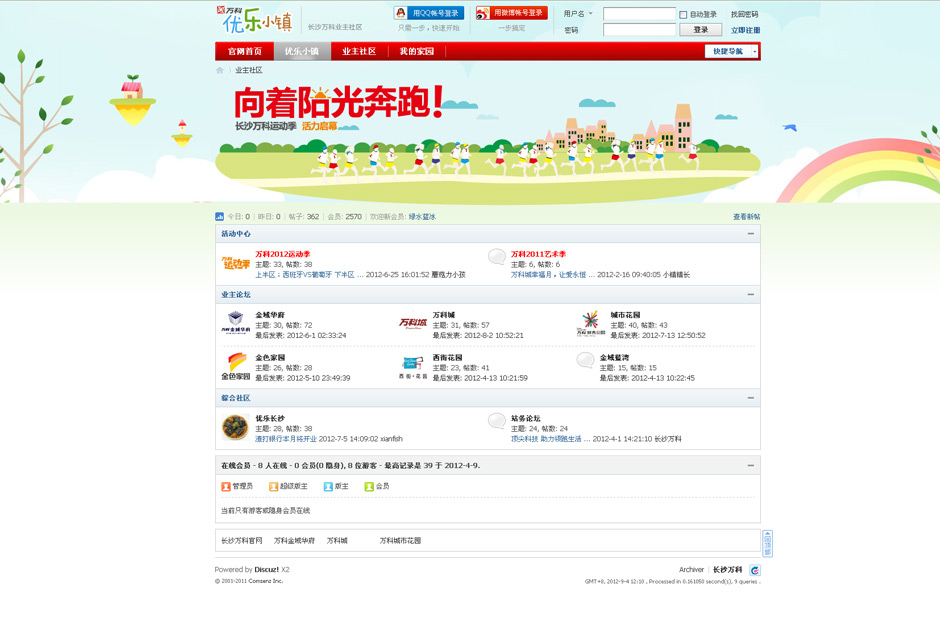 万科
优乐小镇 长沙万科业主社区
用QQ帐号登录 用微博帐号登录 用户名 自动登录 找回密码
只需一步，快速开始 一步搞定 密码 登录 立即注册
官网首页 优乐小镇 业主社区 我的家园 快捷导航
业主社区
向着阳光奔跑！
长沙万科运动季 活力启幕
今日: 0 | 昨日: 0 | 帖子: 362 | 会员: 2570 | 欢迎新会员: 绿水蓝冰 查看新帖
活动中心
运动季 万科2012运动季 万科2011艺术季
主题: 33, 帖数: 38 主题: 6, 帖数: 6
上半区：西班牙VS葡萄牙 下半区 ... 2012-6-25 16:01:52 蘑菇力小孩 万科城幸福月，让爱永恒 ... 2012-2-16 09:40:05 小镇镇长
业主论坛
金域华府 万科城 城市花园
主题: 30, 帖数: 72 主题: 31, 帖数: 57 主题: 40, 帖数: 43
最后发表: 2012-6-1 02:33:24 最后发表: 2012-8-2 10:52:21 最后发表: 2012-7-13 12:50:52
金色家园 西街花园 金域蓝湾
主题: 26, 帖数: 28 主题: 23, 帖数: 41 主题: 15, 帖数: 15
最后发表: 2012-5-10 23:49:39 最后发表: 2012-4-13 10:21:59 最后发表: 2012-4-13 10:22:45
综合社区
优乐长沙 站务论坛
主题: 28, 帖数: 38 主题: 24, 帖数: 24
渣打银行半月将开业 2012-7-5 14:09:02 xianfish 顶尖科技 助力领跑生活 ... 2012-4-1 14:21:10 长沙万科
在线会员 - 8 人在线 - 0 会员(0 隐身), 8 位游客 - 最高记录是 39 于 2012-4-9.
管理员 超级版主 版主 会员
当前只有游客或隐身会员在线
长沙万科官网 万科金域华府 万科城 万科城市花园
Powered by Discuz! X2 Archiver | 长沙万科
© 2001-2011 Comsenz Inc. GMT+8, 2012-9-4 12:10 , Processed in 0.161050 second(s), 9 queries .